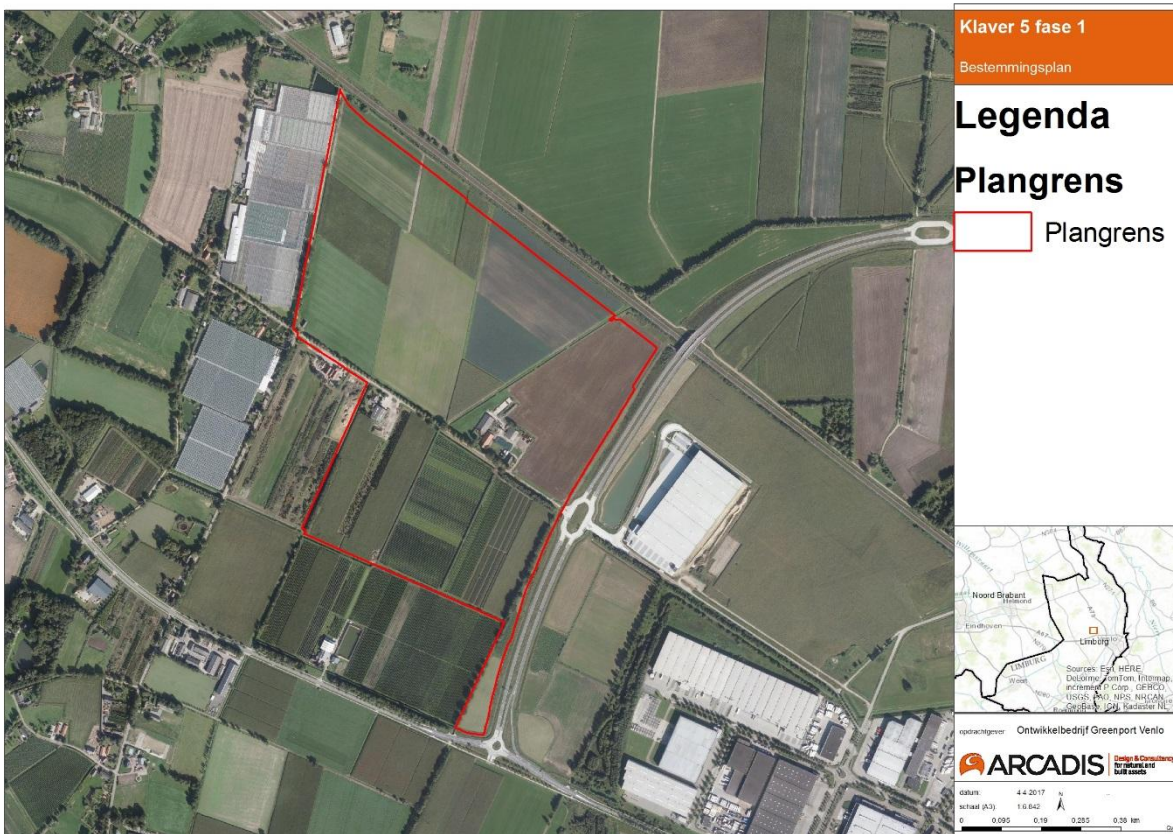 Klaver 5 fase 1
Bestemmingsplan
Legenda
Plangrens
Plangrens
Noord Brabant
Helmond
Eindhoven
Limburg
LIMBURG
Weert
Sources: Esri, HERE,
DeLorme, TomTom, Intermap,
increment P Corp., GEBCO,
USGS, FAO, NPS, NRCAN,
GeoBase, IGN, Kadaster NL,
opdrachtgever Ontwikkelbedrijf Greenport Venlo
ARCADIS Design & Consultancy
for natural and
built assets
datum: 4-4-2017 N
schaal (A3): 1:6.842
0 0,095 0,19 0,285 0,38 km